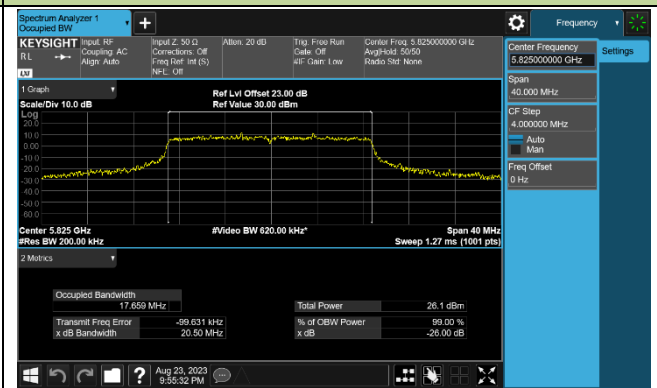 Spectrum Analyzer 1
Occupied BW
Frequency
KEYSIGHT
RL
LXI
Input: RF
Coupling: AC
Align: Auto
Input Z: 50 Ω
Corrections: Off
Freq Ref: Int (S)
NFE: Off
Atten: 20 dB
Trig: Free Run
Gate: Off
#IF Gain: Low
Center Freq: 5.825000000 GHz
Avg|Hold: 50/50
Radio Std: None
Center Frequency
5.825000000 GHz
Settings
Span
40.000 MHz
CF Step
4.000000 MHz
Auto
Man
Freq Offset
0 Hz
1 Graph
Scale/Div 10.0 dB
Ref Lvl Offset 23.00 dB
Ref Value 30.00 dBm
Log
20.0
10.0
0.00
-10.0
-20.0
-30.0
-40.0
-50.0
-60.0
Center 5.825 GHz
#Res BW 200.00 kHz
#Video BW 620.00 kHz*
Span 40 MHz
Sweep 1.27 ms (1001 pts)
2 Metrics
Occupied Bandwidth
17.659 MHz
Total Power 26.1 dBm
Transmit Freq Error -99.631 kHz
% of OBW Power 99.00 %
x dB Bandwidth 20.50 MHz
x dB -26.00 dB
?
Aug 23, 2023
9:55:32 PM